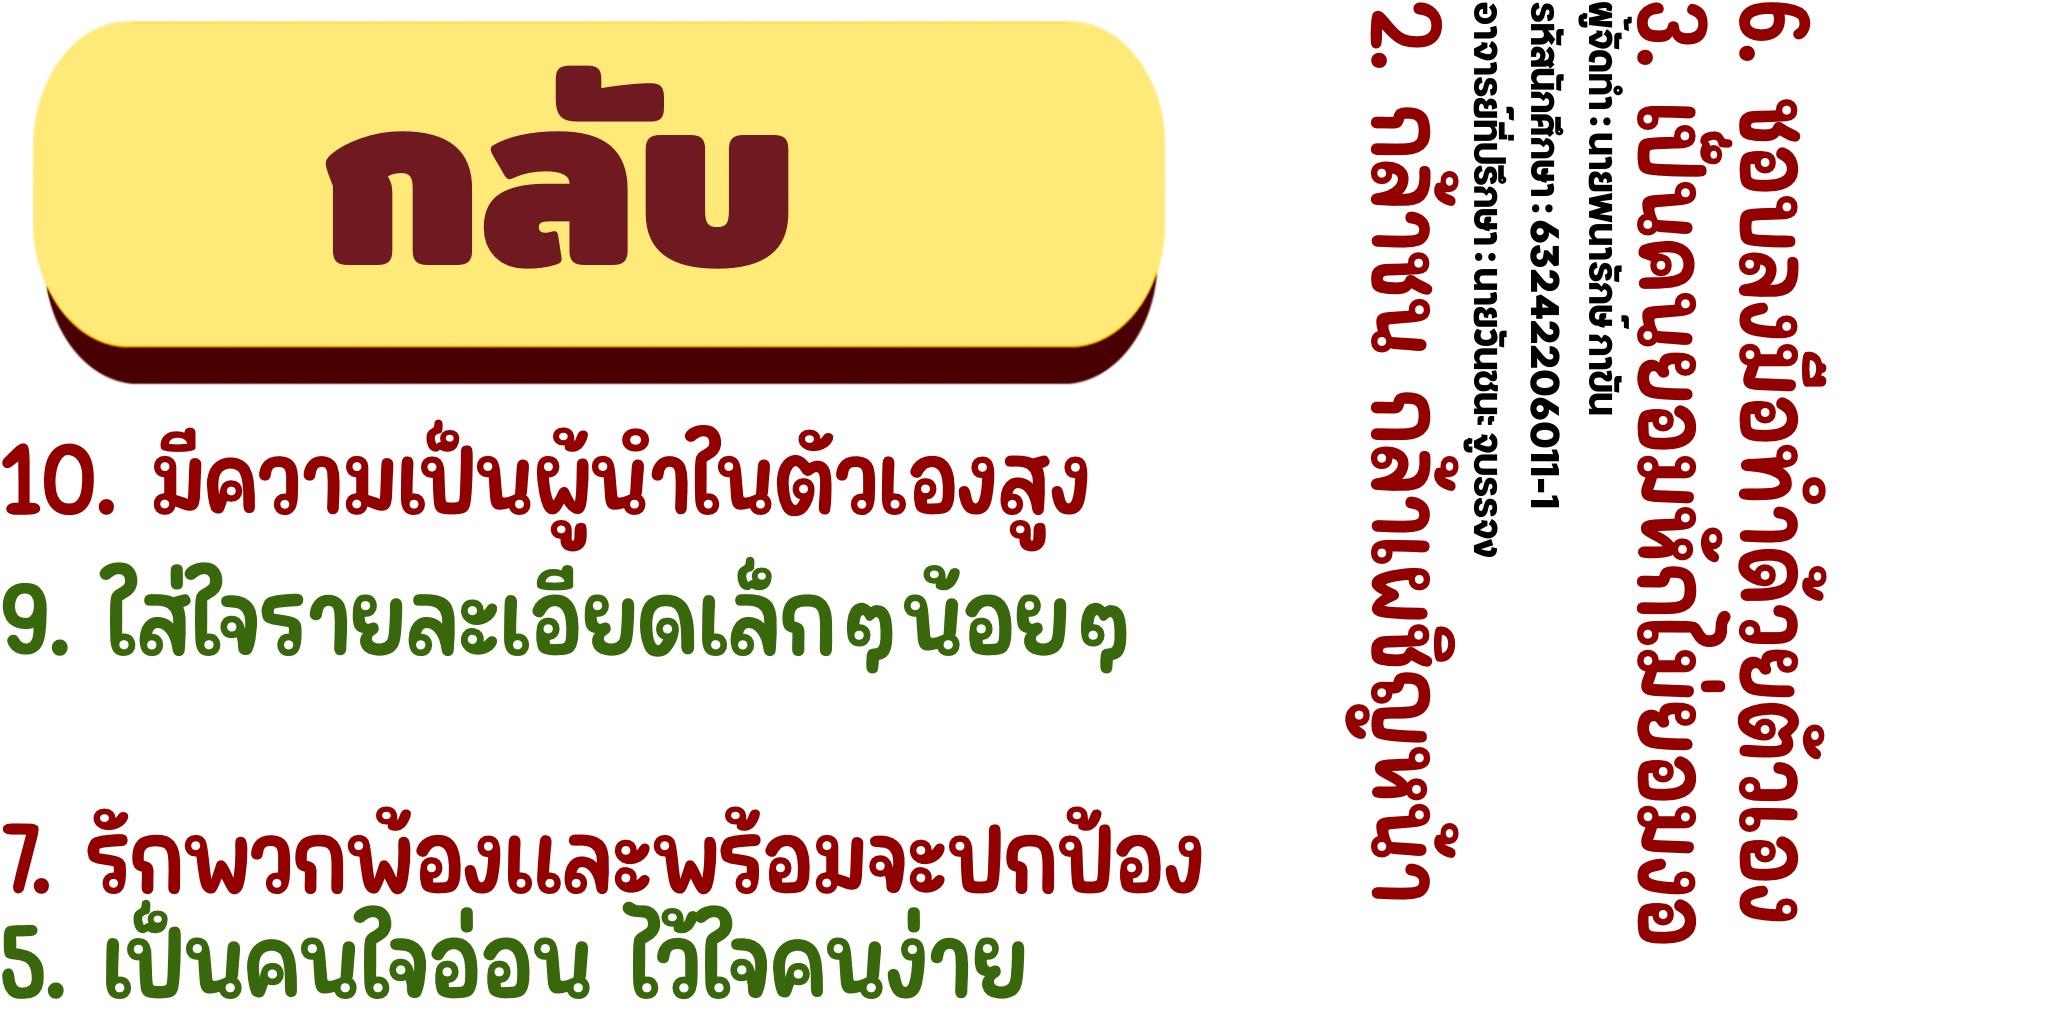 กลับ
10. มีความเป็นผู้นำในตัวเองสูง
9. ใส่ใจรายละเอียดเล็กๆน้อยๆ
7. รักพวกพ้องและพร้อมจะปกป้อง
5. เป็นคนใจอ่อน ไว้ใจคนง่าย
6. ชอบลงมือทำด้วยตัวเอง
3. เป็นคนยอมหักไม่ยอมงอ
ผู้จัดทำ : นายพนารักษ์ กาขัน
รหัสนักศึกษา : 632422206011-1
อาจารย์ที่ปรึกษา : นายวันชนะ จูบรรจง
2. กล้าชน กล้าเผชิญหน้า